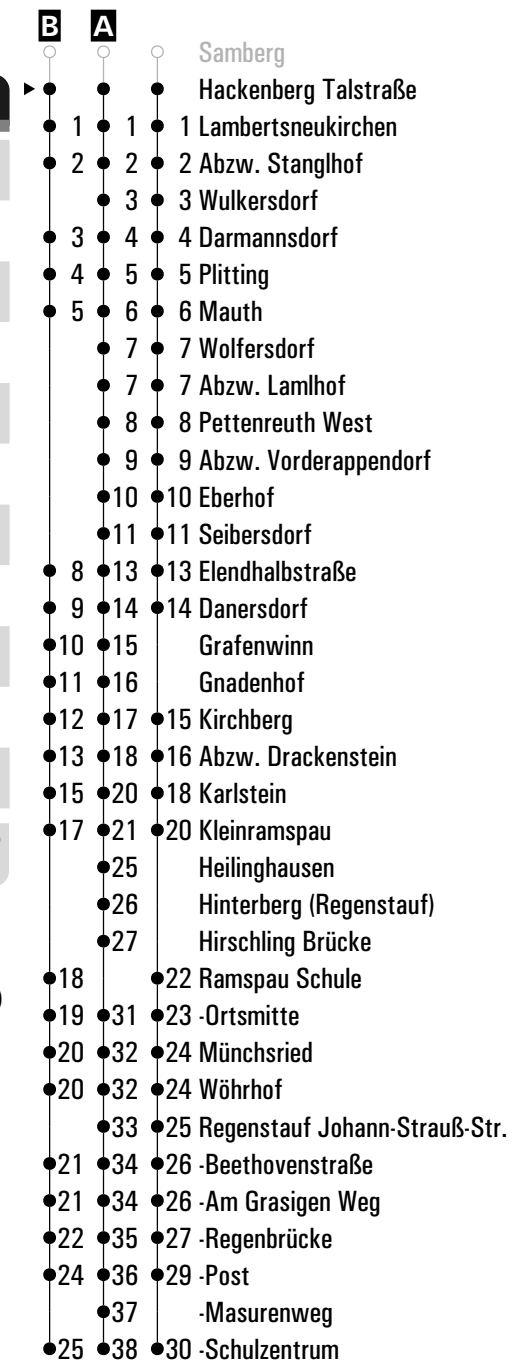 B A
Samberg
Hackenberg Talstraße
1 1 1 Lambertsneukirchen
2 2 2 Abzw. Stanglhof
3 3 Wulkersdorf
3 4 4 Darmannsdorf
4 5 5 Plitting
5 6 6 Mauth
7 7 Wolfersdorf
7 7 Abzw. Lamlhof
8 8 Pettenreuth West
9 9 Abzw. Vorderappendorf
10 10 Eberhof
11 11 Seibersdorf
8 13 13 Elendhalbstraße
9 14 14 Danersdorf
10 15 Grafenwinn
11 16 Gnadenhof
12 17 15 Kirchberg
13 18 16 Abzw. Drackenstein
15 20 18 Karlstein
17 21 20 Kleinramspau
25 Heilinghausen
26 Hinterberg (Regenstauf)
27 Hirschling Brücke
18 22 Ramspau Schule
19 31 23 -Ortsmitte
20 32 24 Münchsried
20 32 24 Wöhrhof
33 25 Regenstauf Johann-Strauß-Str.
21 34 26 -Beethovenstraße
21 34 26 -Am Grasigen Weg
22 35 27 -Regenbrücke
24 36 29 -Post
37 -Masurenweg
25 38 30 -Schulzentrum